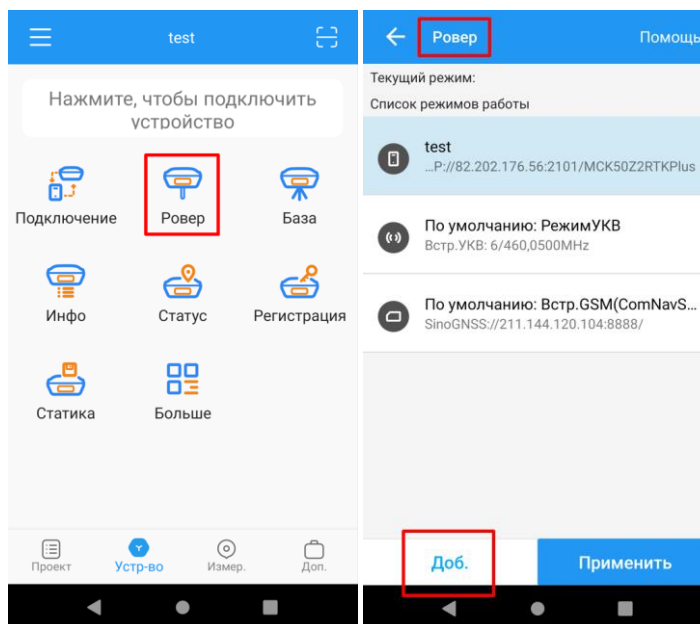 test
Нажмите, чтобы подключить
устройство
Подключение
Ровер
База
Инфо
Статус
Регистрация
Статика
Больше
Проект
Устр-во
Измер.
Доп.
Ровер
Помощь
Текущий режим:
Список режимов работы
test
...P://82.202.176.56:2101/MCK50Z2RTKPlus
По умолчанию: РежимУКВ
Встр.УКВ: 6/460,0500MHz
По умолчанию: Встр.GSM(ComNavS...
SinoGNSS://211.144.120.104:8888/
Доб.
Применить